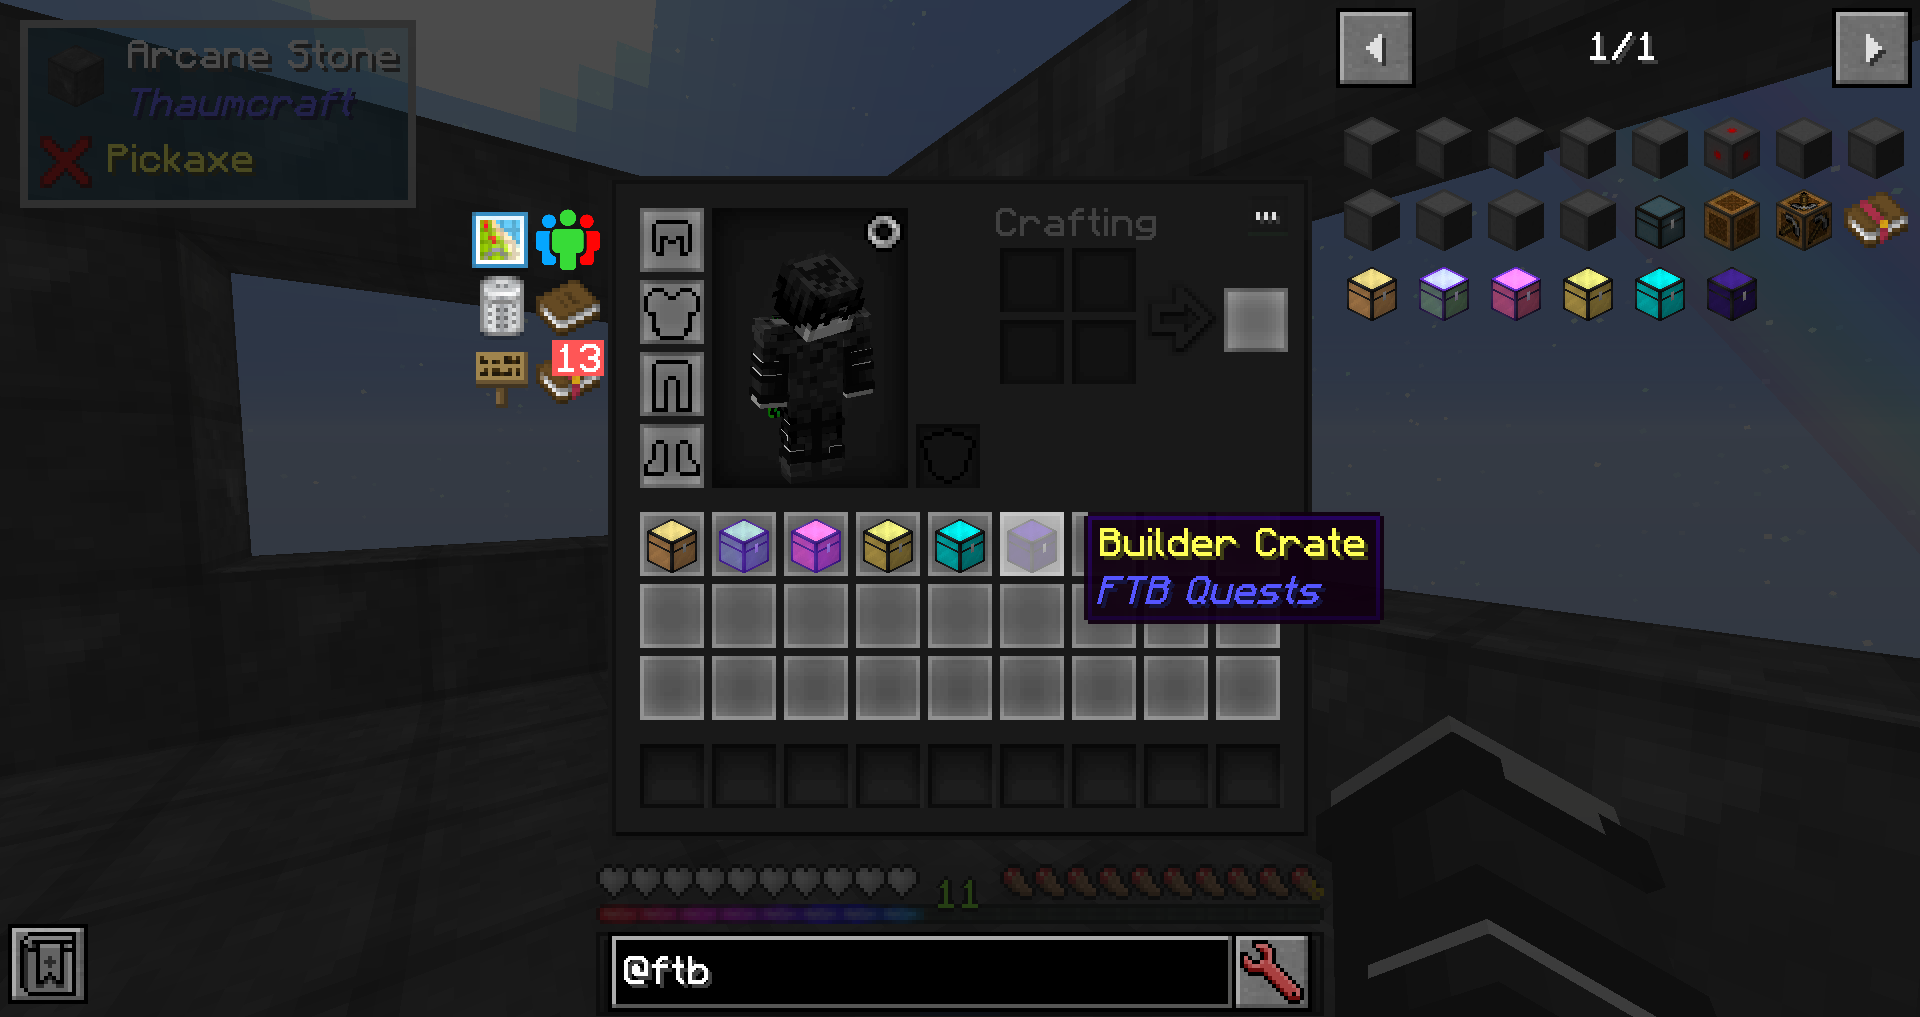 Arcane Stone
Thaumcraft
Pickaxe
1/1
Crafting
...
13
Builder Crate
FTB Quests
11
@ftb